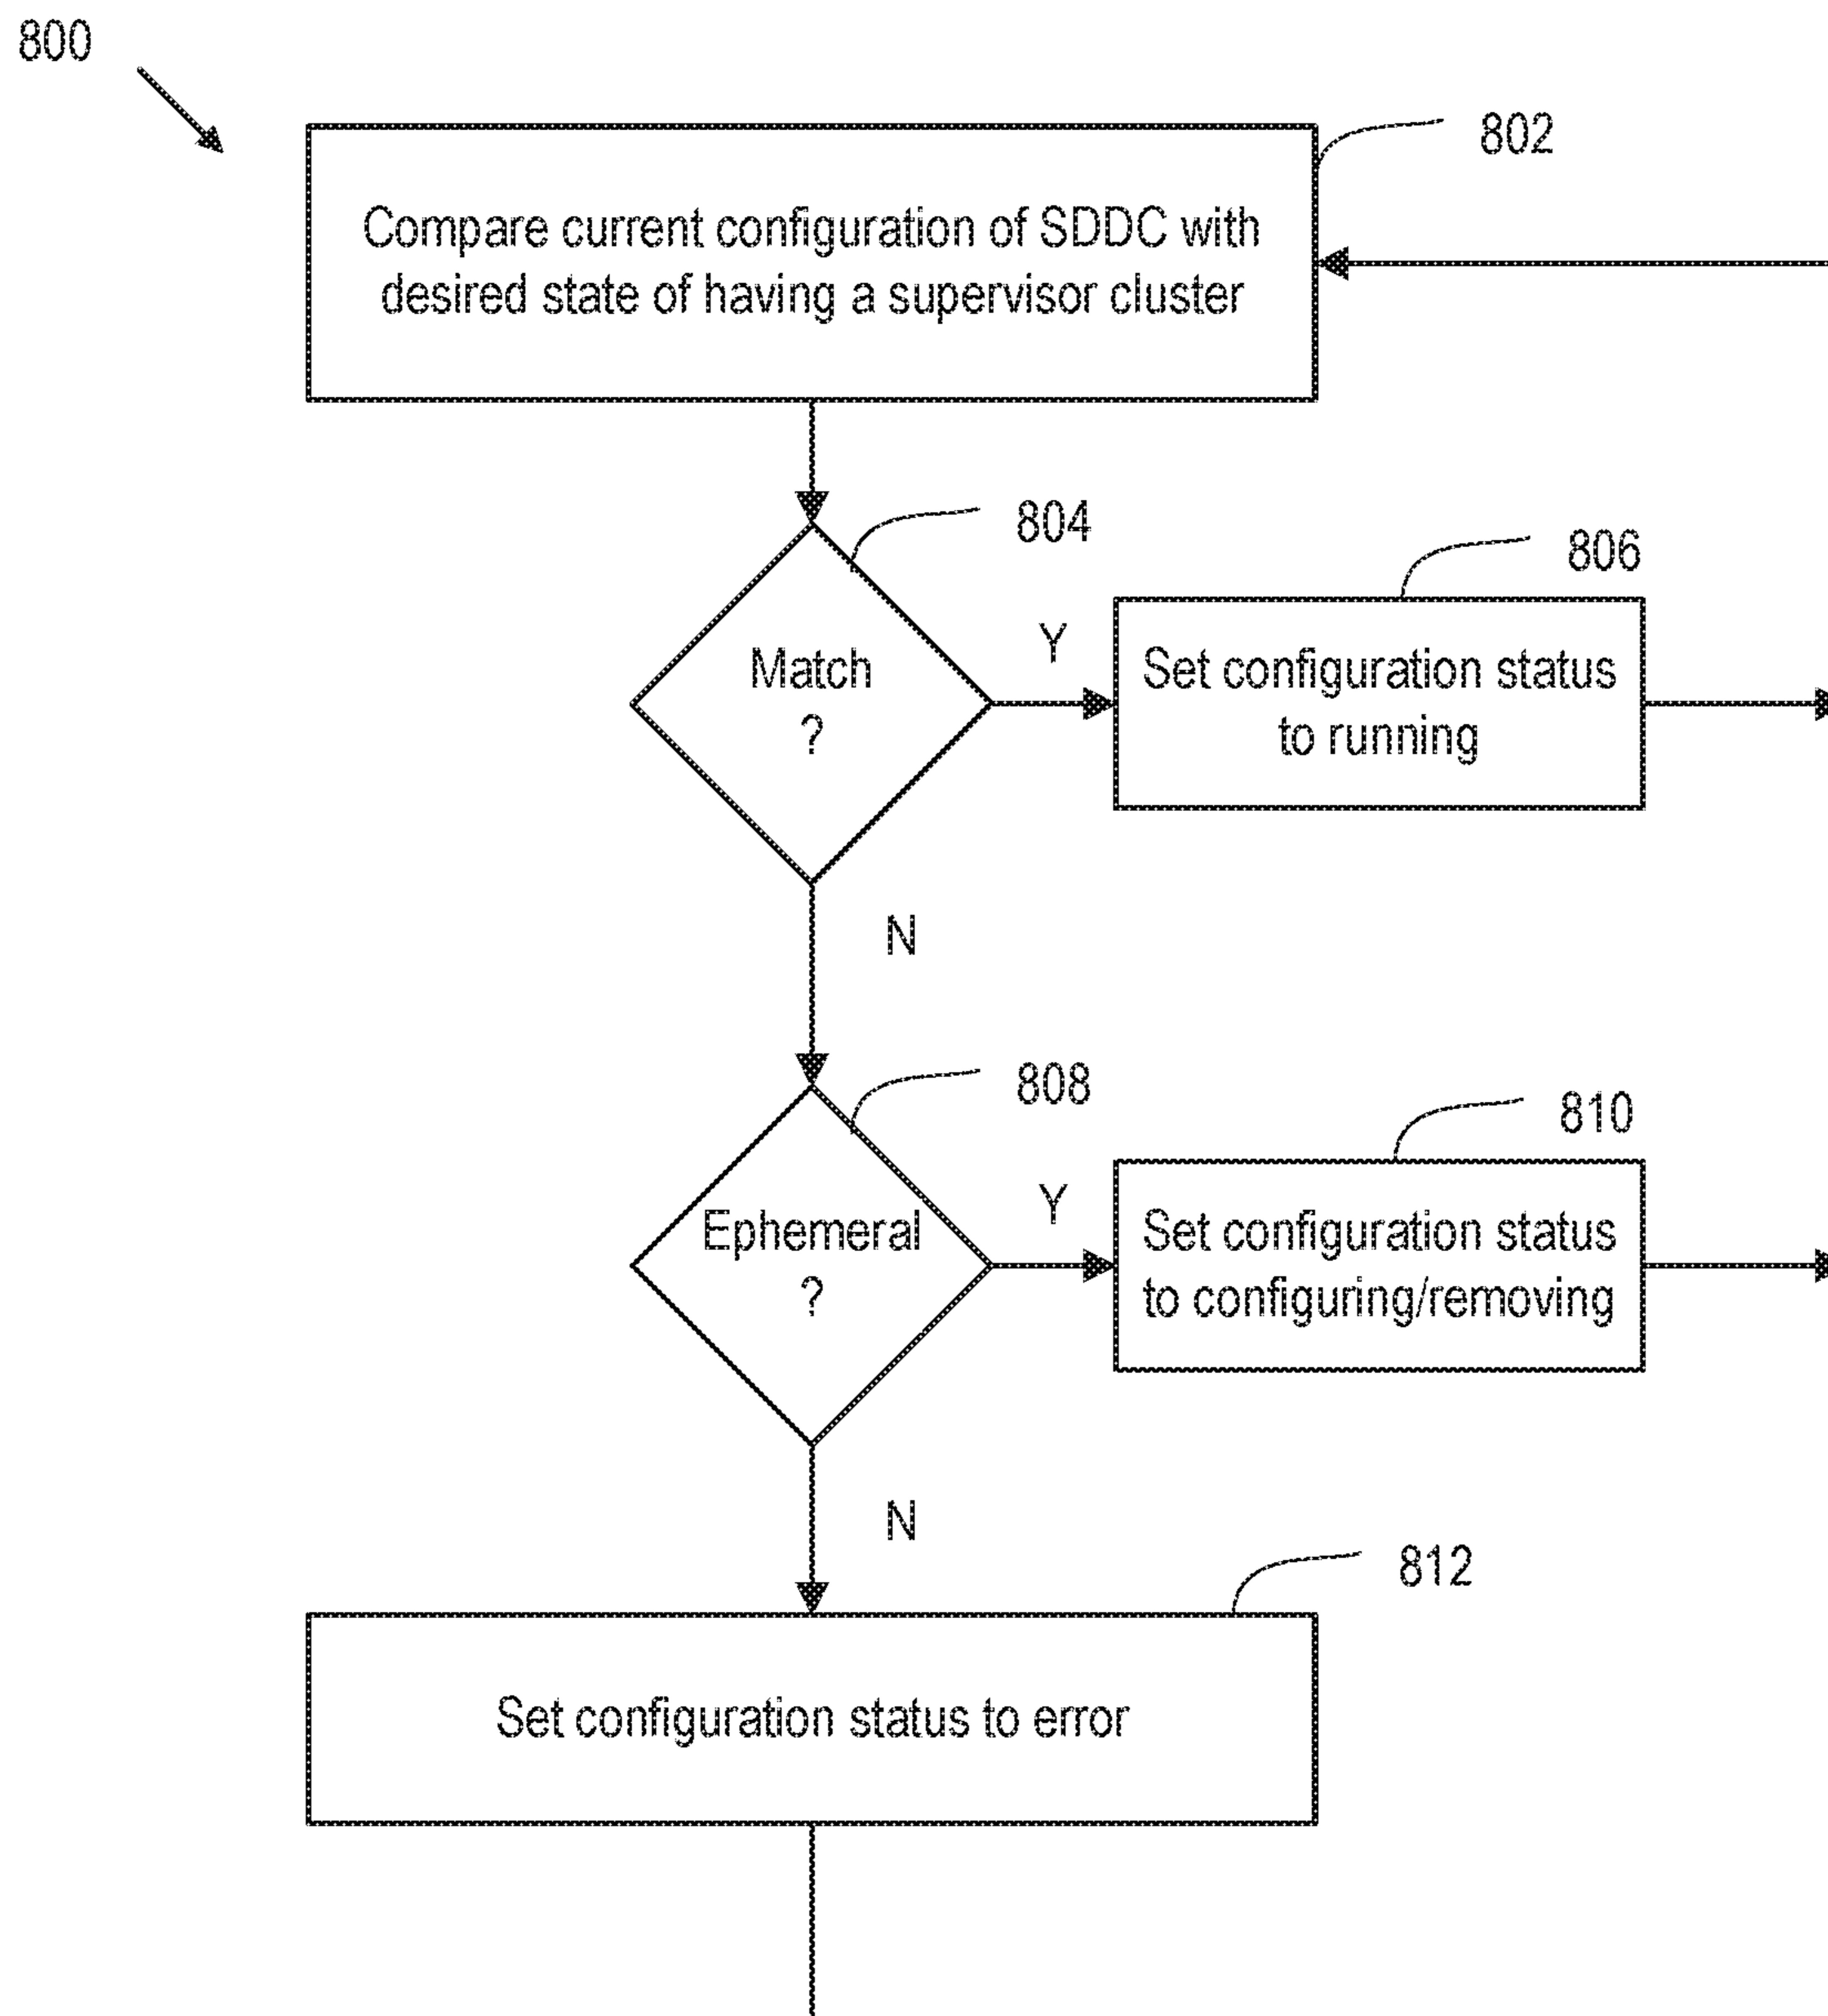 800
802
Compare current configuration of SDDC with
desired state of having a supervisor cluster
804
806
Match
?
Y
Set configuration status
to running
N
808
810
Ephemeral
?
Y
Set configuration status
to configuring/removing
N
812
Set configuration status to error